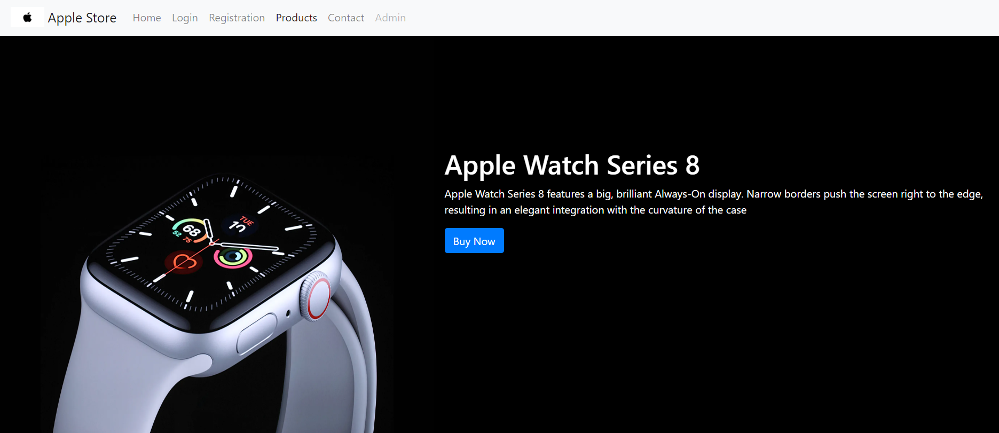 Apple Store Home Login Registration Products Contact Admin
Apple Watch Series 8
Apple Watch Series 8 features a big, brilliant Always-On display. Narrow borders push the screen right to the edge,
resulting in an elegant integration with the curvature of the case
Buy Now
TUE
10
68
52 75